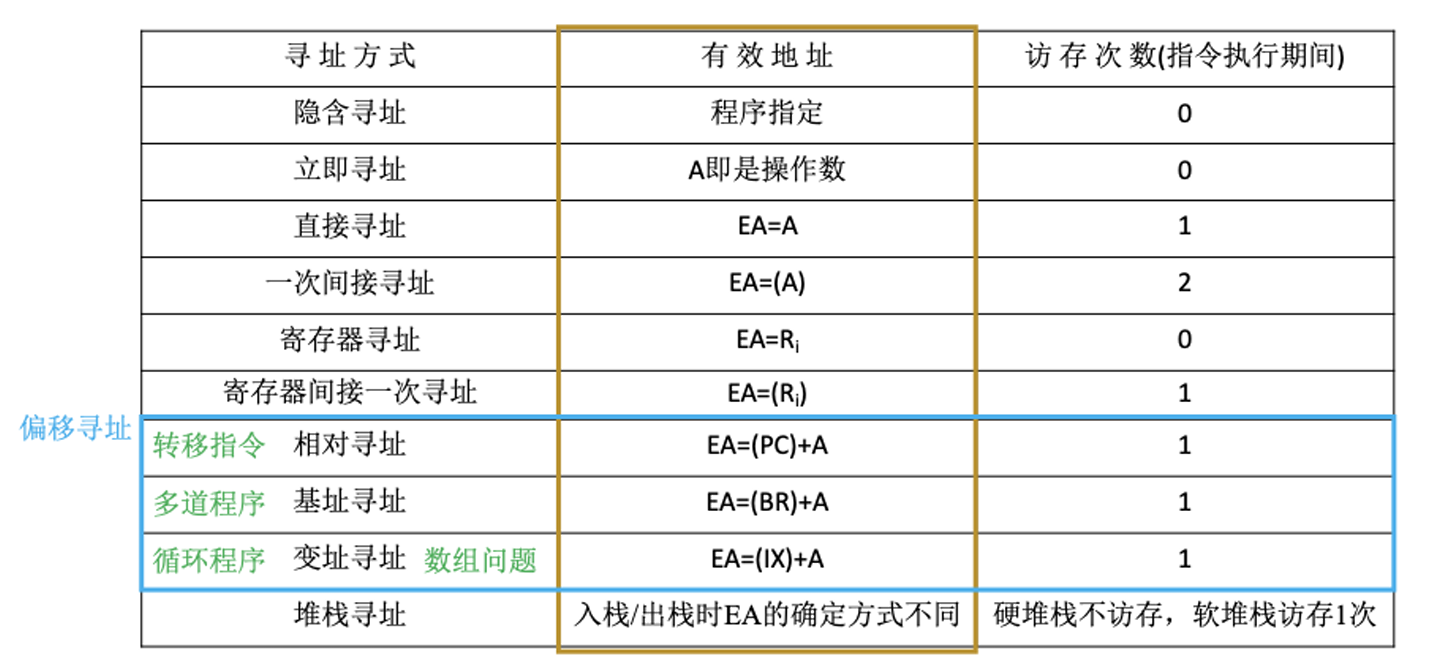 寻址方式 有效地址 访存次数(指令执行期间)
隐含寻址 程序指定 0
立即寻址 A即是操作数 0
直接寻址 EA=A 1
一次间接寻址 EA=(A) 2
寄存器寻址 EA=Ri 0
寄存器间接一次寻址 EA=(Ri) 1
偏移寻址
转移指令 相对寻址 EA=(PC)+A 1
多道程序 基址寻址 EA=(BR)+A 1
循环程序 变址寻址 数组问题 EA=(IX)+A 1
堆栈寻址 入栈/出栈时EA的确定方式不同 硬堆栈不访存，软堆栈访存1次